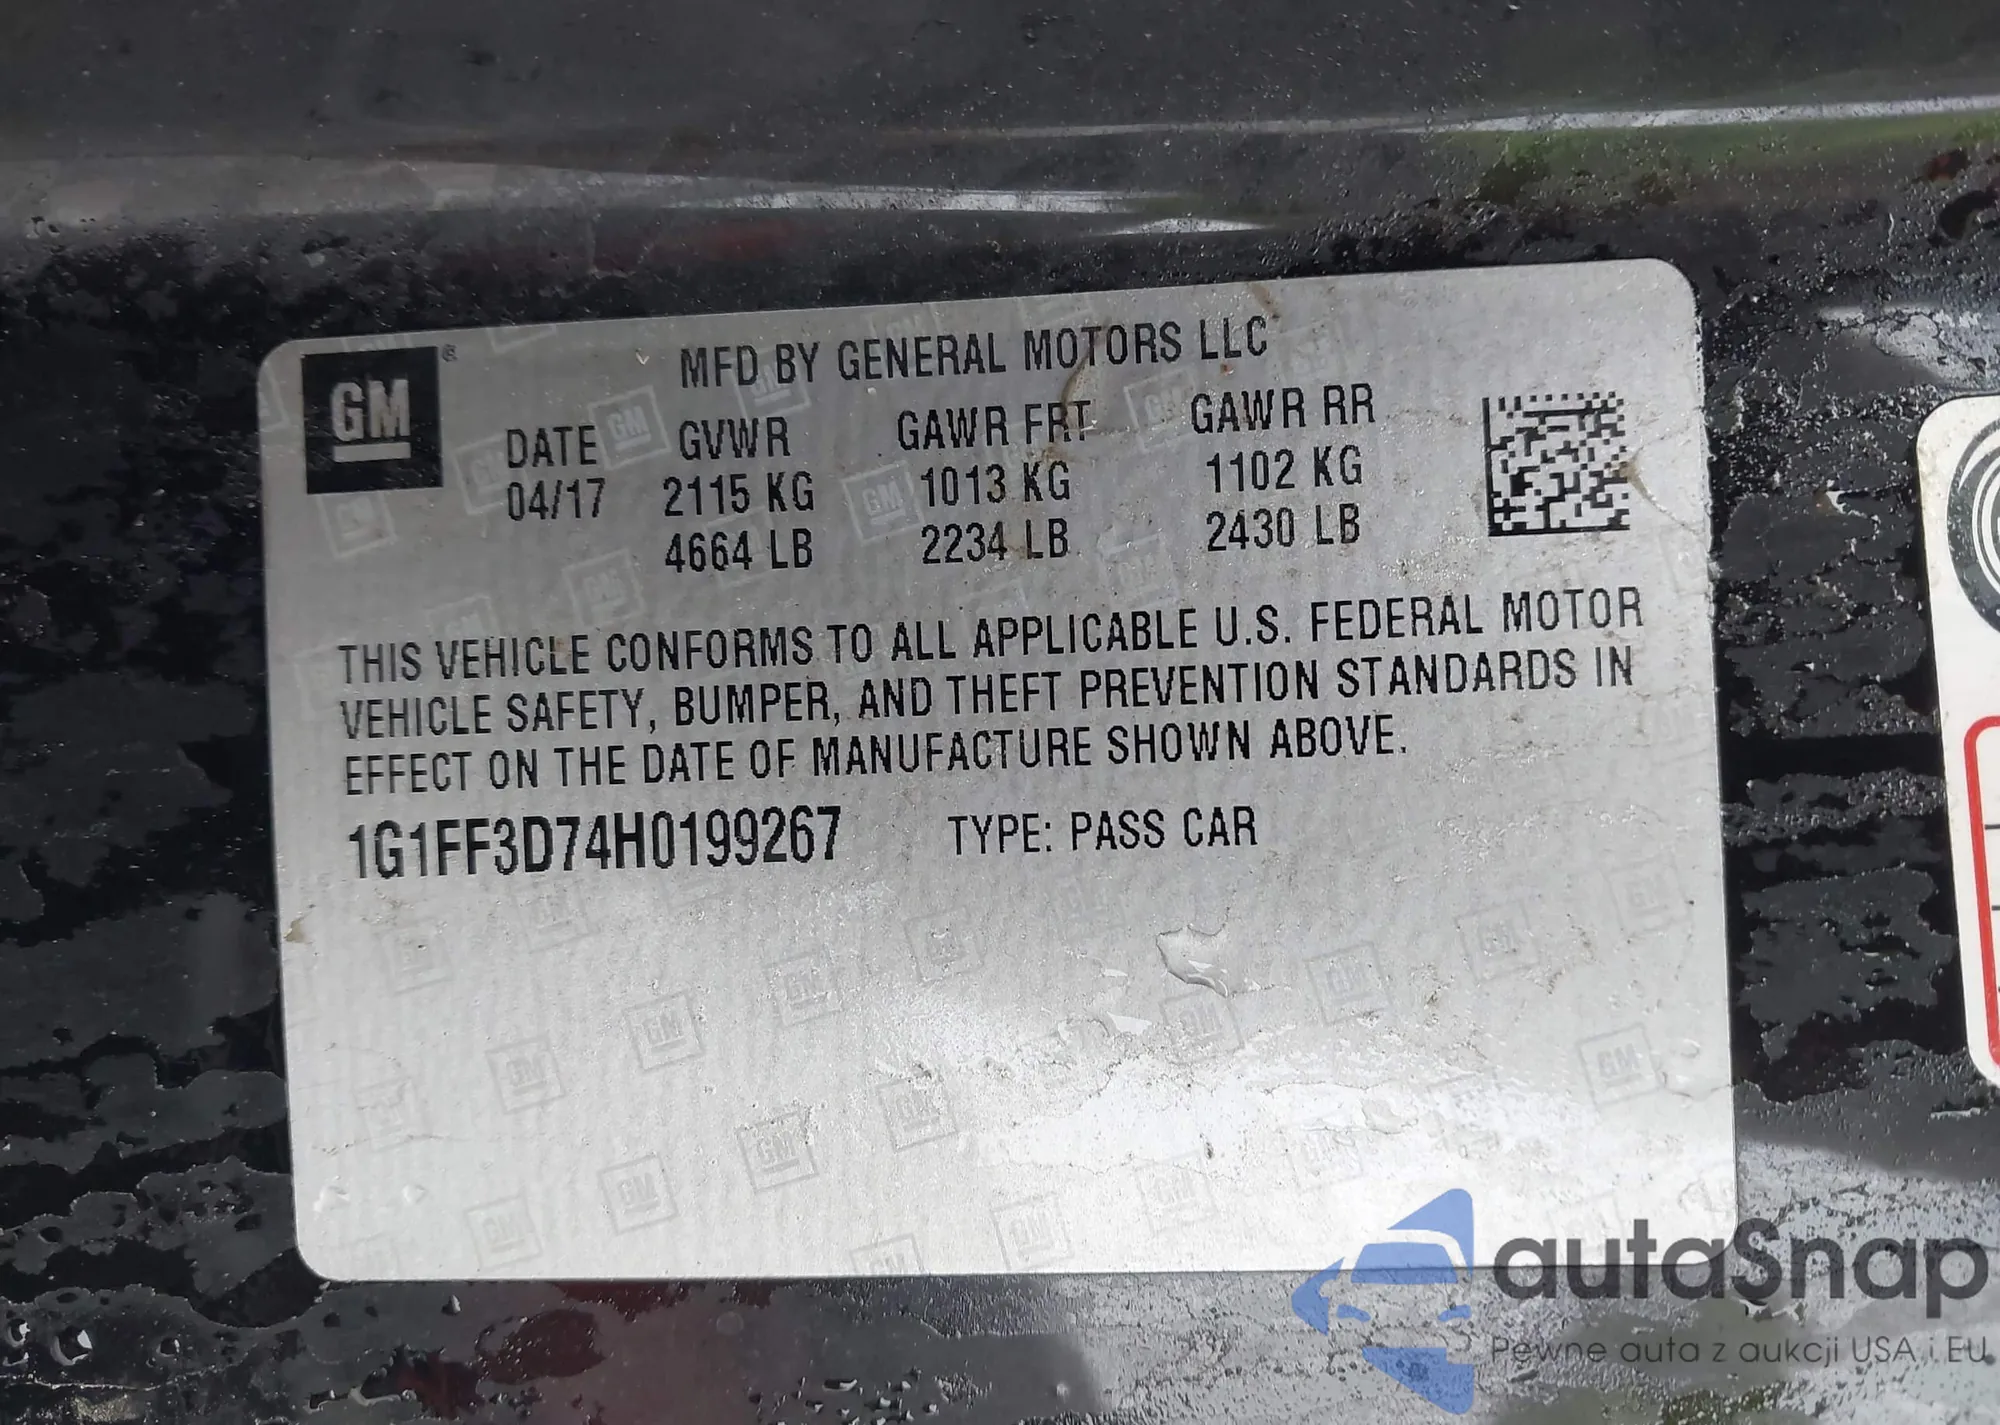 GM ®
MFD BY GENERAL MOTORS LLC
DATE GVWR GAWR FRT GAWR RR
04/17 2115 KG 1013 KG 1102 KG
4664 LB 2234 LB 2430 LB
THIS VEHICLE CONFORMS TO ALL APPLICABLE U.S. FEDERAL MOTOR
VEHICLE SAFETY, BUMPER, AND THEFT PREVENTION STANDARDS IN
EFFECT ON THE DATE OF MANUFACTURE SHOWN ABOVE.
1G1FF3D74H0199267 TYPE: PASS CAR
autaSnap
Pewne auta z aukcji USA i EU